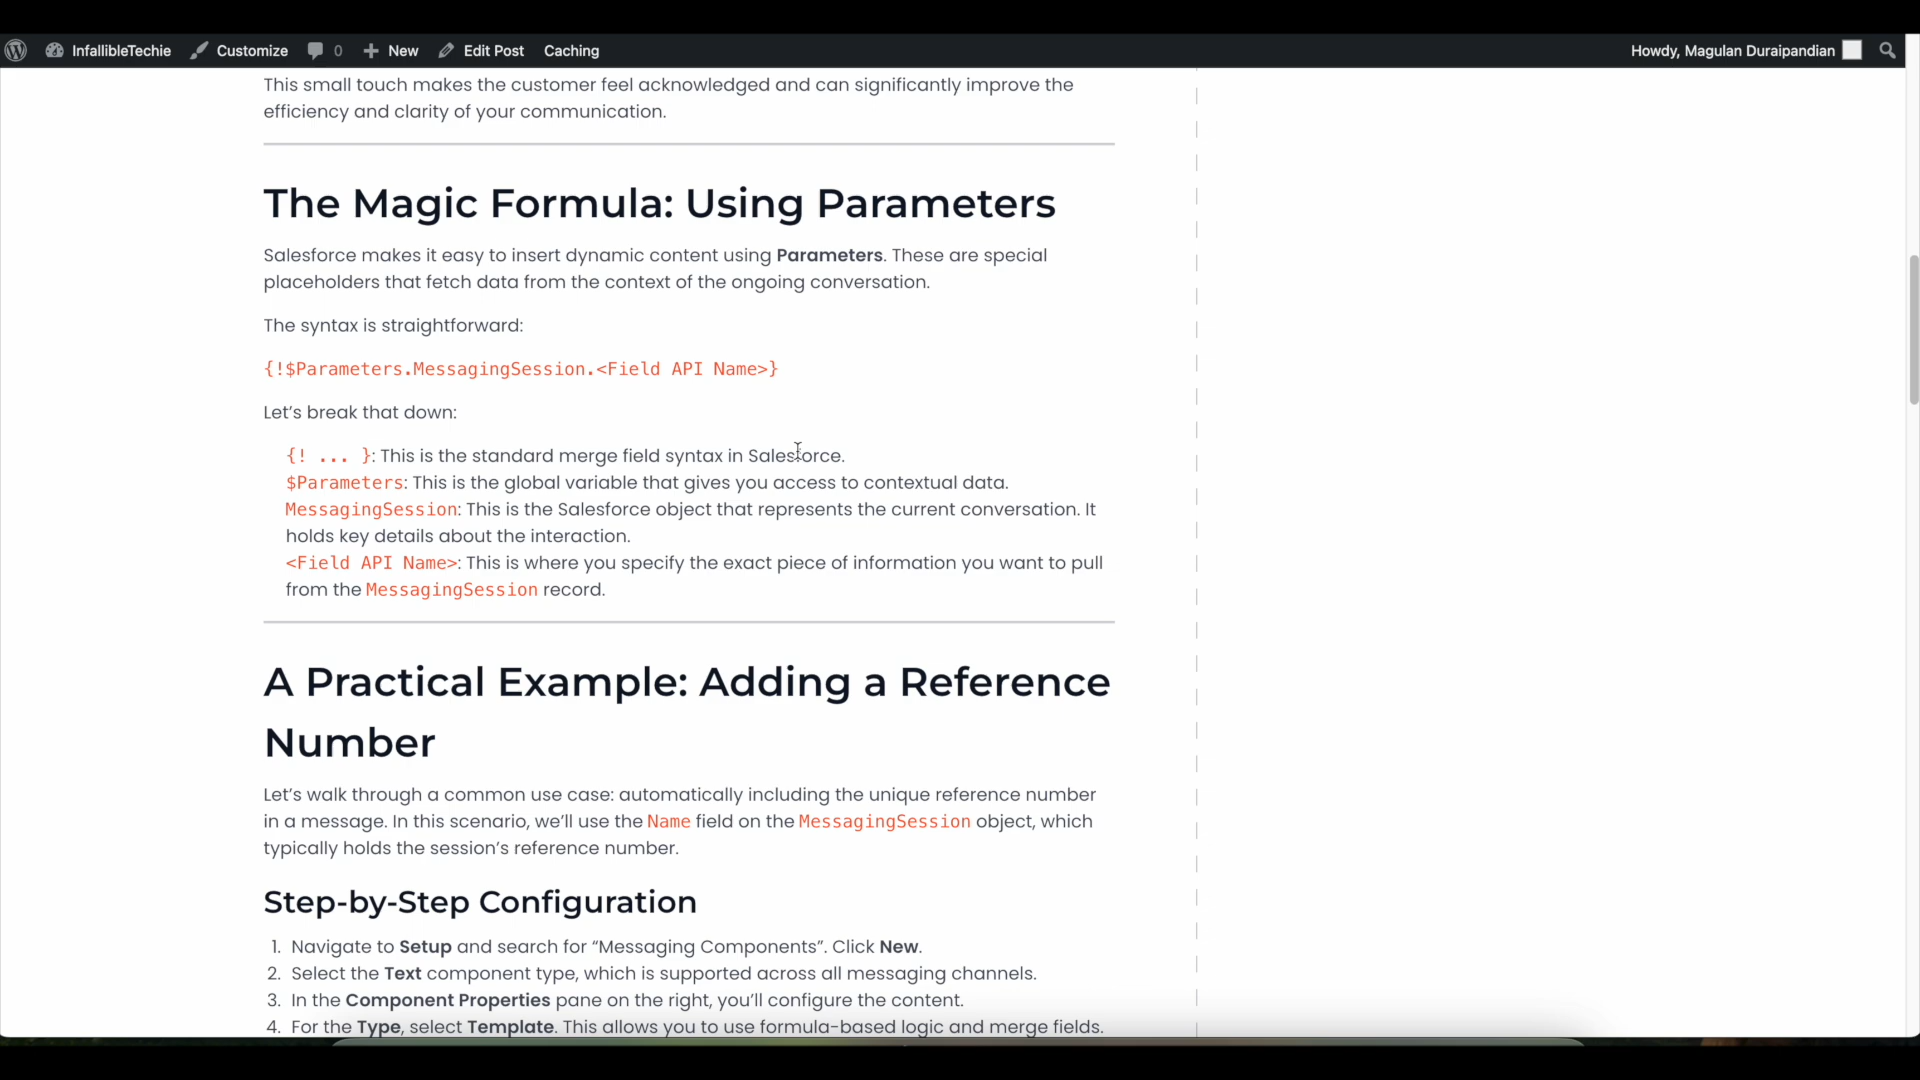 InfallibleTechie Customize 0 New Edit Post Caching Howdy, Magulan Duraipandian
This small touch makes the customer feel acknowledged and can significantly improve the
efficiency and clarity of your communication.
The Magic Formula: Using Parameters
Salesforce makes it easy to insert dynamic content using Parameters. These are special
placeholders that fetch data from the context of the ongoing conversation.
The syntax is straightforward:
{!$Parameters.MessagingSession.<Field API Name>}
Let’s break that down:
{! ... }: This is the standard merge field syntax in Salesforce.
$Parameters: This is the global variable that gives you access to contextual data.
MessagingSession: This is the Salesforce object that represents the current conversation. It
holds key details about the interaction.
<Field API Name>: This is where you specify the exact piece of information you want to pull
from the MessagingSession record.
A Practical Example: Adding a Reference
Number
Let’s walk through a common use case: automatically including the unique reference number
in a message. In this scenario, we’ll use the Name field on the MessagingSession object, which
typically holds the session’s reference number.
Step-by-Step Configuration
1. Navigate to Setup and search for “Messaging Components”. Click New.
2. Select the Text component type, which is supported across all messaging channels.
3. In the Component Properties pane on the right, you’ll configure the content.
4. For the Type, select Template. This allows you to use formula-based logic and merge fields.